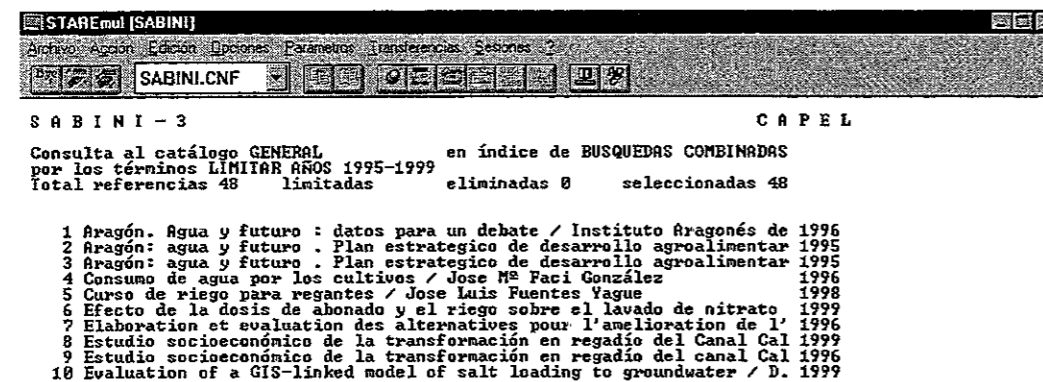 STAREmul [SABINI]
Archivo Acción Edición Opciones Parámetros Transferencias Sesiones ?
SABINI.CNF
S A B I N I - 3 C A P E L
Consulta al catálogo GENERAL en índice de BUSQUEDAS COMBINADAS
por los términos LIMITAR AÑOS 1995-1999
Total referencias 48 limitadas eliminadas 0 seleccionadas 48
1 Aragón. Agua y futuro : datos para un debate / Instituto Aragonés de 1996
2 Aragón: agua y futuro . Plan estrategico de desarrollo agroalimentar 1995
3 Aragón: agua y futuro . Plan estrategico de desarrollo agroalimentar 1995
4 Consumo de agua por los cultivos / Jose Mª Faci González 1996
5 Curso de riego para regantes / Jose Luis Fuentes Yague 1998
6 Efecto de la dosis de abonado y el riego sobre el lavado de nitrato 1999
7 Elaboration et evaluation des alternatives pour l'amelioration de l' 1996
8 Estudio socioeconómico de la transformación en regadío del Canal Cal 1999
9 Estudio socioeconómico de la transformación en regadío del canal Cal 1996
10 Evaluation of a GIS-linked model of salt loading to groundwater / D. 1999